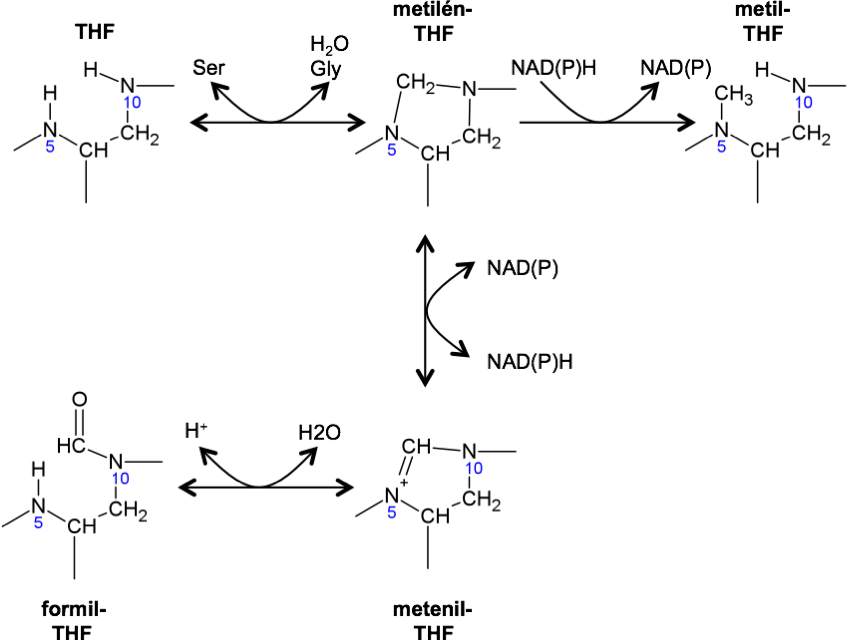 THF
metilén-
THF
metil-
THF
Ser
H₂O
Gly
NAD(P)H
NAD(P)
H
N
10
H
N
5
CH
CH₂
CH₂
N
N
5
CH
CH₂
H
N
10
CH₃
N
5
CH
CH₂
NAD(P)
NAD(P)H
O
HC
N
10
H
N
5
CH
CH₂
H⁺
H2O
CH
N
10
+
N
5
CH
CH₂
formil-
THF
metenil-
THF